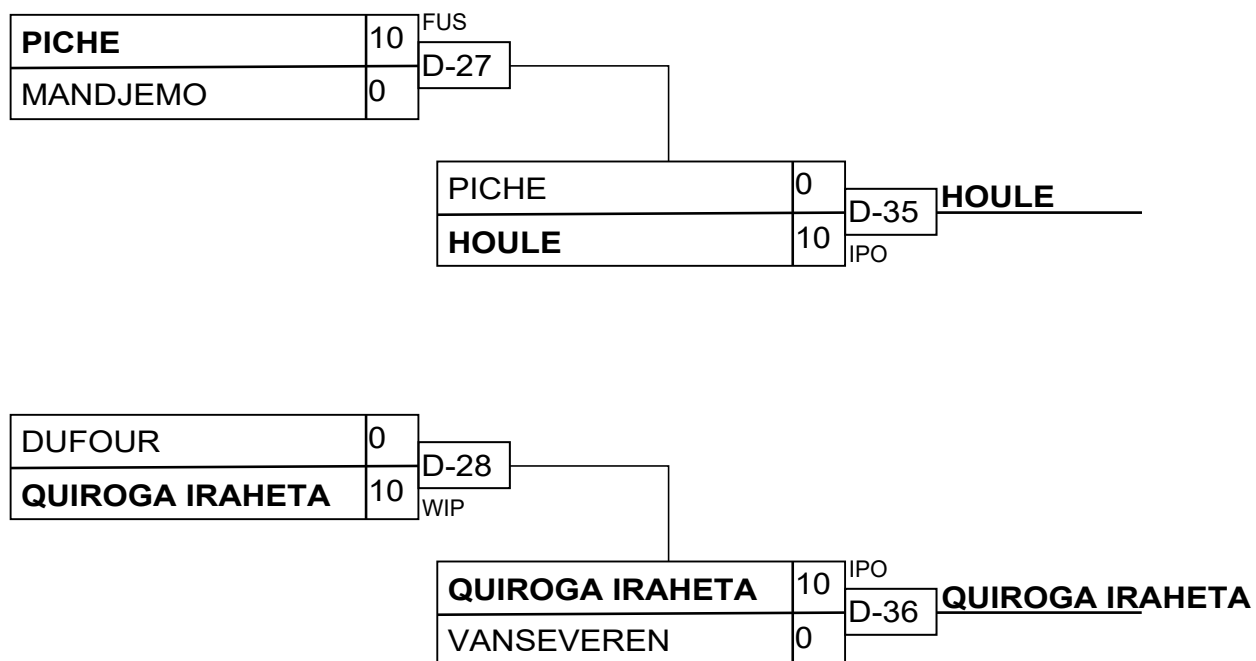 FUS
PICHE 10
D-27
MANDJEMO 0
PICHE 0
D-35 HOULE
HOULE 10
IPO
DUFOUR 0
D-28
QUIROGA IRAHETA 10
WIP
IPO
QUIROGA IRAHETA 10
D-36 QUIROGA IRAHETA
VANSEVEREN 0